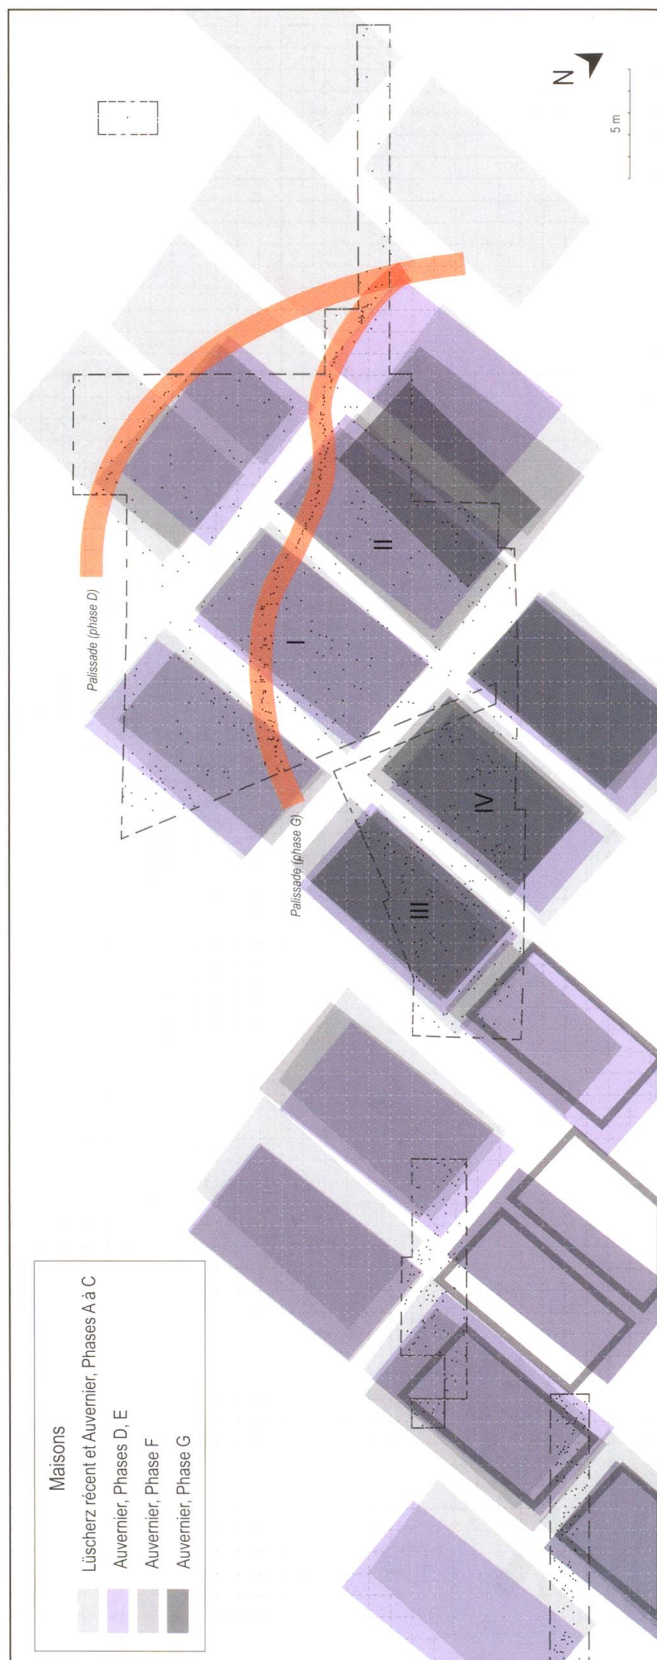 Maisons
Lüscherz récent et Auvernier, Phases A à C
Auvernier, Phases D, E
Auvernier, Phase F
Auvernier, Phase G
Palissade (phase D)
Palissade (phase G)
I
II
III
IV
N
5 m